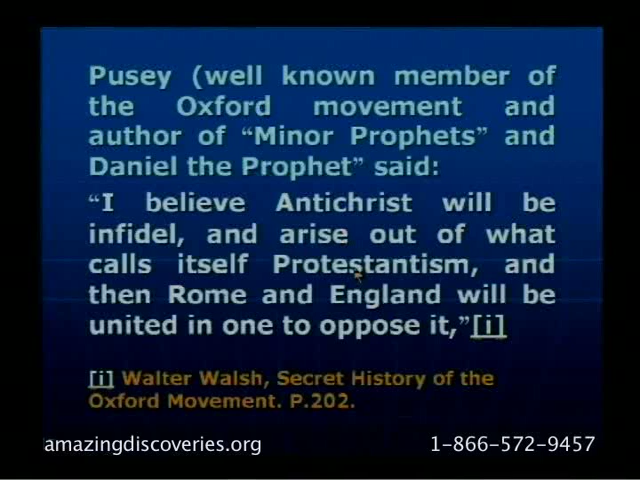 Pusey (well known member of
the Oxford movement and
author of “Minor Prophets” and
Daniel the Prophet” said:
“I believe Antichrist will be
infidel, and arise out of what
calls itself Protestantism, and
then Rome and England will be
united in one to oppose it,”[i]
[i] Walter Walsh, Secret History of the
Oxford Movement. P.202.
amazingdiscoveries.org 1-866-572-9457